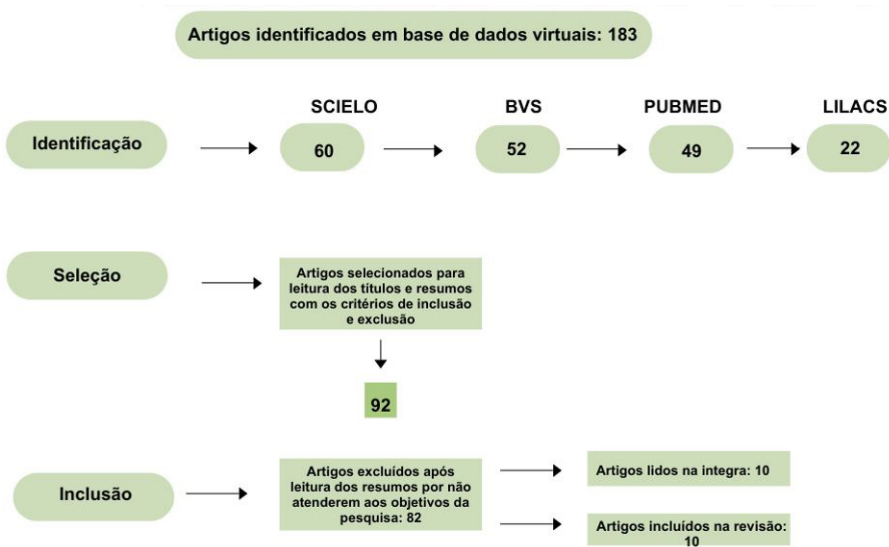 Artigos identificados em base de dados virtuais: 183
SCIELO
BVS
PUBMED
LILACS
Identificação
60
52
49
22
Seleção
Artigos selecionados para
leitura dos títulos e resumos
com os critérios de inclusão
e exclusão
92
Inclusão
Artigos excluídos após
leitura dos resumos por não
atenderem aos objetivos da
pesquisa: 82
Artigos lidos na integra: 10
Artigos incluídos na revisão:
10